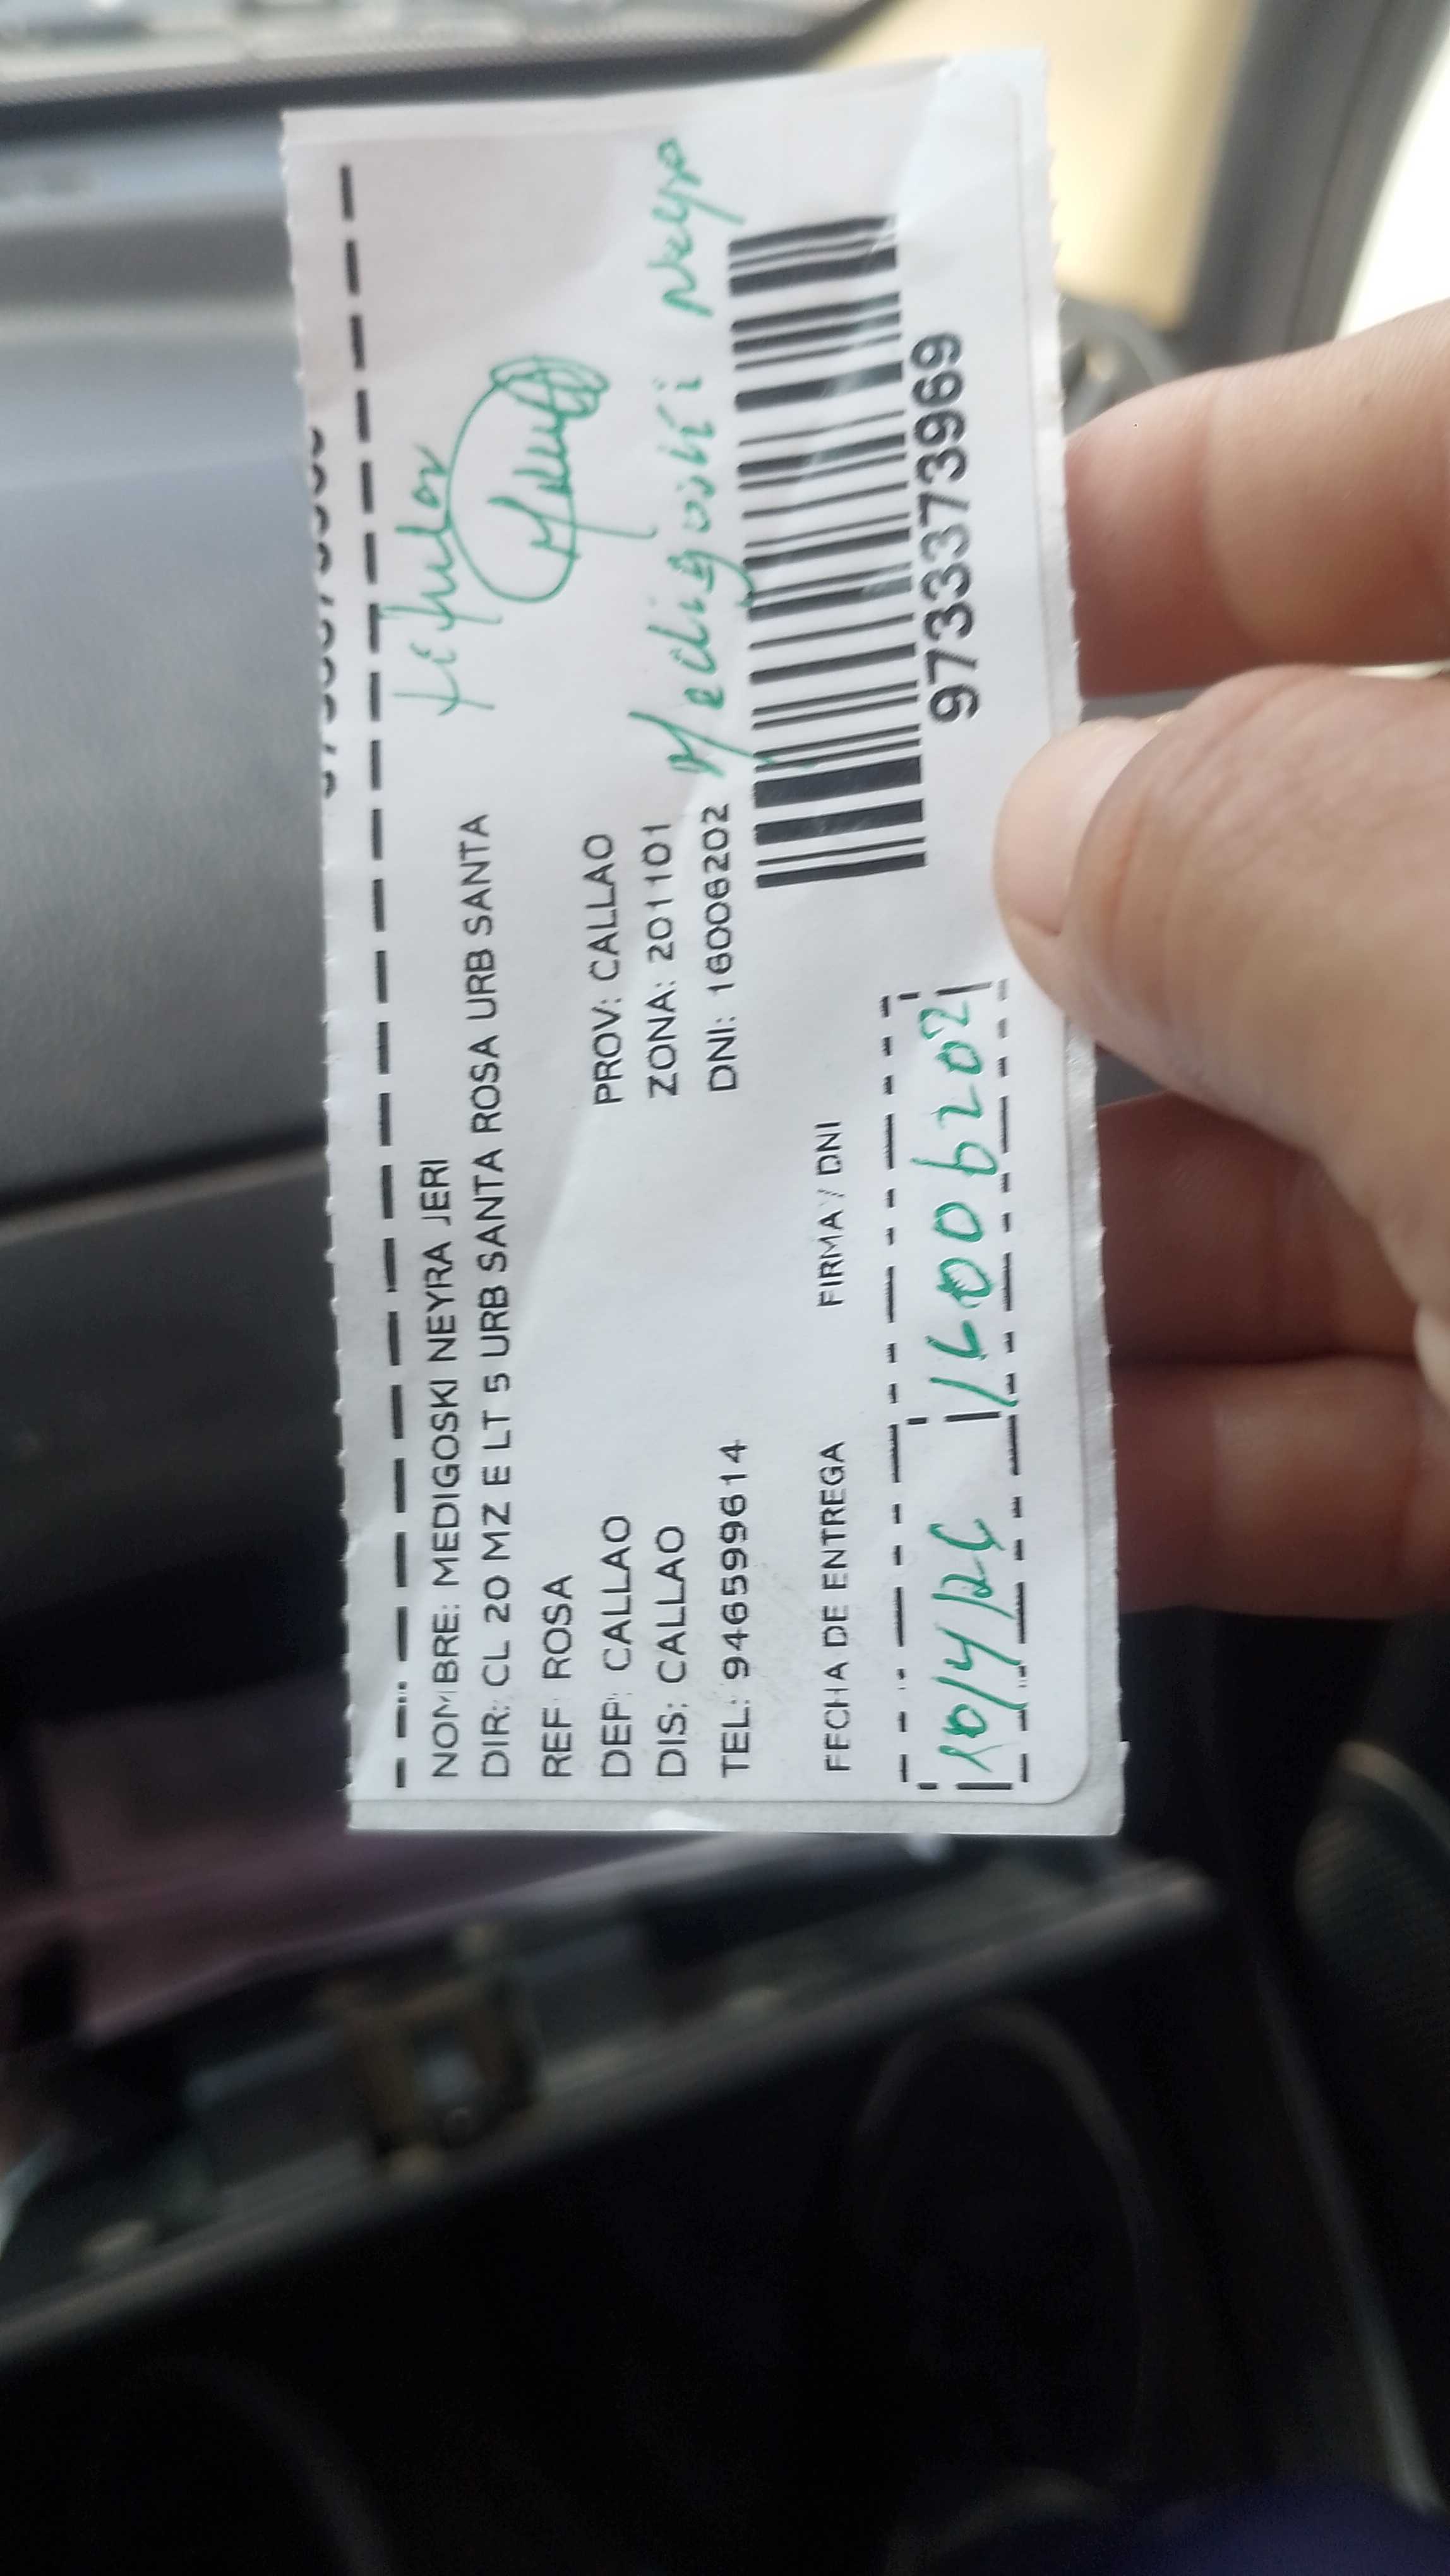 titular
NOMBRE: MEDIGOSKI NEYRA JERI
DIR: CL 20 MZ E LT 5 URB SANTA ROSA URB SANTA
REF: ROSA
DEP: CALLAO PROV: CALLAO
DIS: CALLAO ZONA: 201101
TEL: 946599614 DNI: 16006202
Medigoski Neyra
FECHA DE ENTREGA FIRMA / DNI
9733373969
10/4/26 16006202